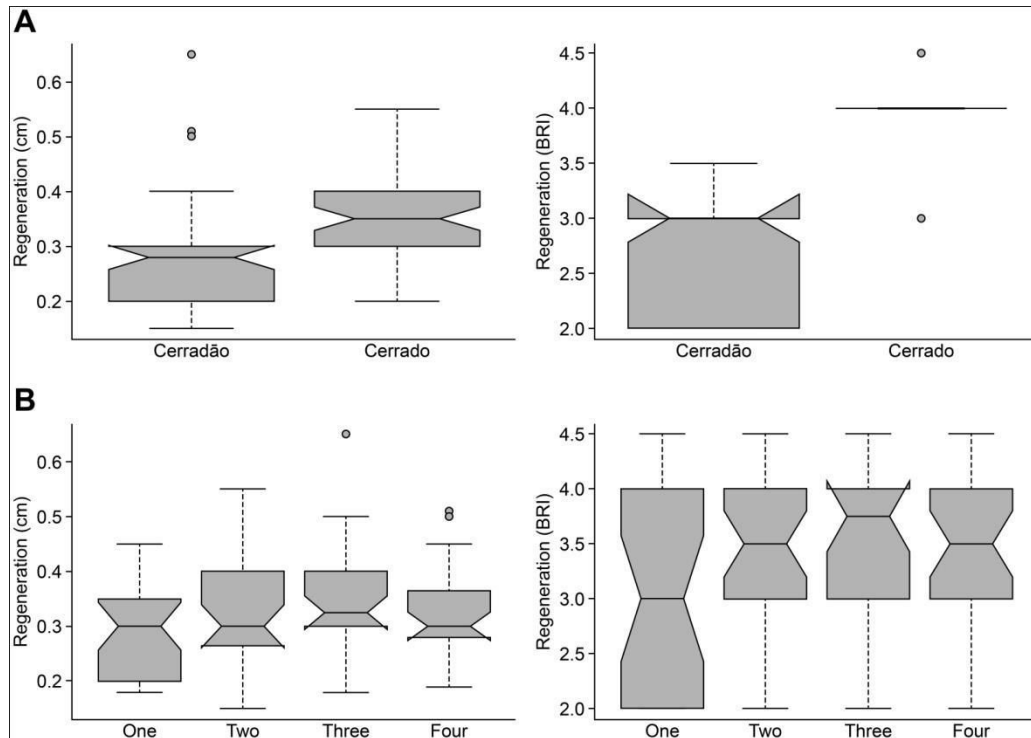 A
Regeneration (cm)
0.6
0.5
0.4
0.3
0.2
Cerradão
Cerrado
Regeneration (BRI)
4.5
4.0
3.5
3.0
2.5
2.0
Cerradão
Cerrado
B
Regeneration (cm)
0.6
0.5
0.4
0.3
0.2
One
Two
Three
Four
Regeneration (BRI)
4.5
4.0
3.5
3.0
2.5
2.0
One
Two
Three
Four